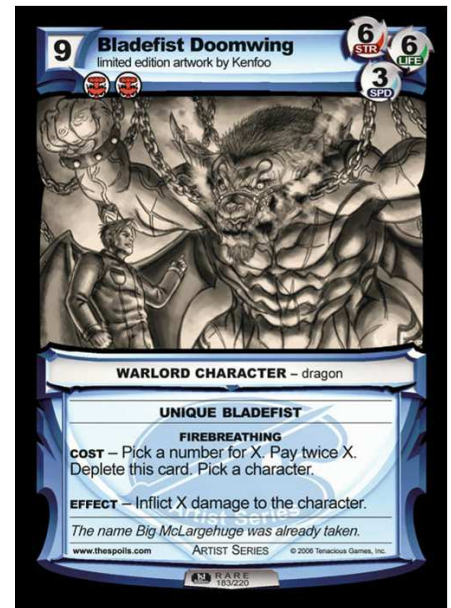 9
Bladefist Doomwing
limited edition artwork by Kenfoo
6
STR
6
LIFE
3
SPD
WARLORD CHARACTER – dragon
UNIQUE BLADEFIST
FIREBREATHING
COST – Pick a number for X. Pay twice X.
Deplete this card. Pick a character.
EFFECT – Inflict X damage to the character.
Artist Series
The name Big McLargehuge was already taken.
www.thespoils.com ARTIST SERIES © 2006 Tenacious Games, Inc.
RARE
183/220